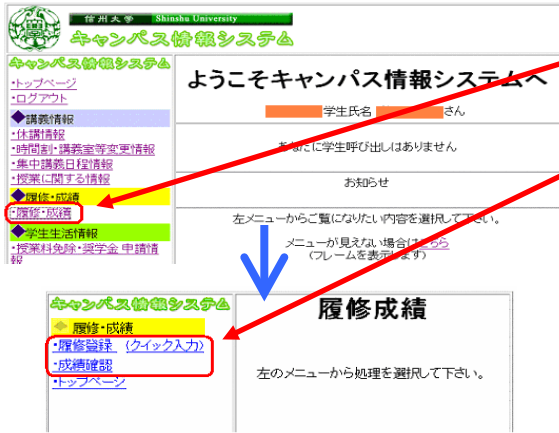 信州大学 Shinshu University
キャンパス情報システム
キャンパス情報システム
・トップページ
・ログアウト
◆講義情報
・休講情報
・時間割・講義室等変更情報
・集中講義日程情報
・授業に関する情報
◆履修・成績
・履修・成績
◆学生生活情報
・授業料免除・奨学金申請情報
ようこそキャンパス情報システムへ
学生氏名 さん
あなたに学生呼び出しはありません
お知らせ
左メニューからご覧になりたい内容を選択して下さい。
メニューが見えない場合はこちら
(フレームを表示します)
キャンパス情報システム
◆ 履修・成績
・履修登録 (クイック入力)
・成績確認
・トップページ
履修成績
左のメニューから処理を選択して下さい。